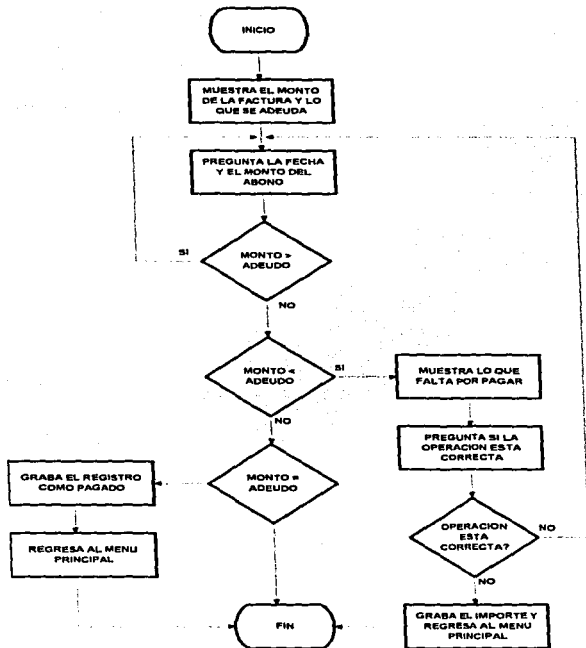 INICIO
MUESTRA EL MONTO
DE LA FACTURA Y LO
QUE SE ADEUDA
PREGUNTA LA FECHA
Y EL MONTO DEL
ABONO
SI
MONTO >
ADEUDO
NO
MONTO <
ADEUDO
SI
MUESTRA LO QUE
FALTA POR PAGAR
NO
PREGUNTA SI LA
OPERACION ESTA
CORRECTA
GRABA EL REGISTRO
COMO PAGADO
MONTO =
ADEUDO
OPERACION
ESTA
CORRECTA?
NO
REGRESA AL MENU
PRINCIPAL
NO
FIN
GRABA EL IMPORTE Y
REGRESA AL MENU
PRINCIPAL